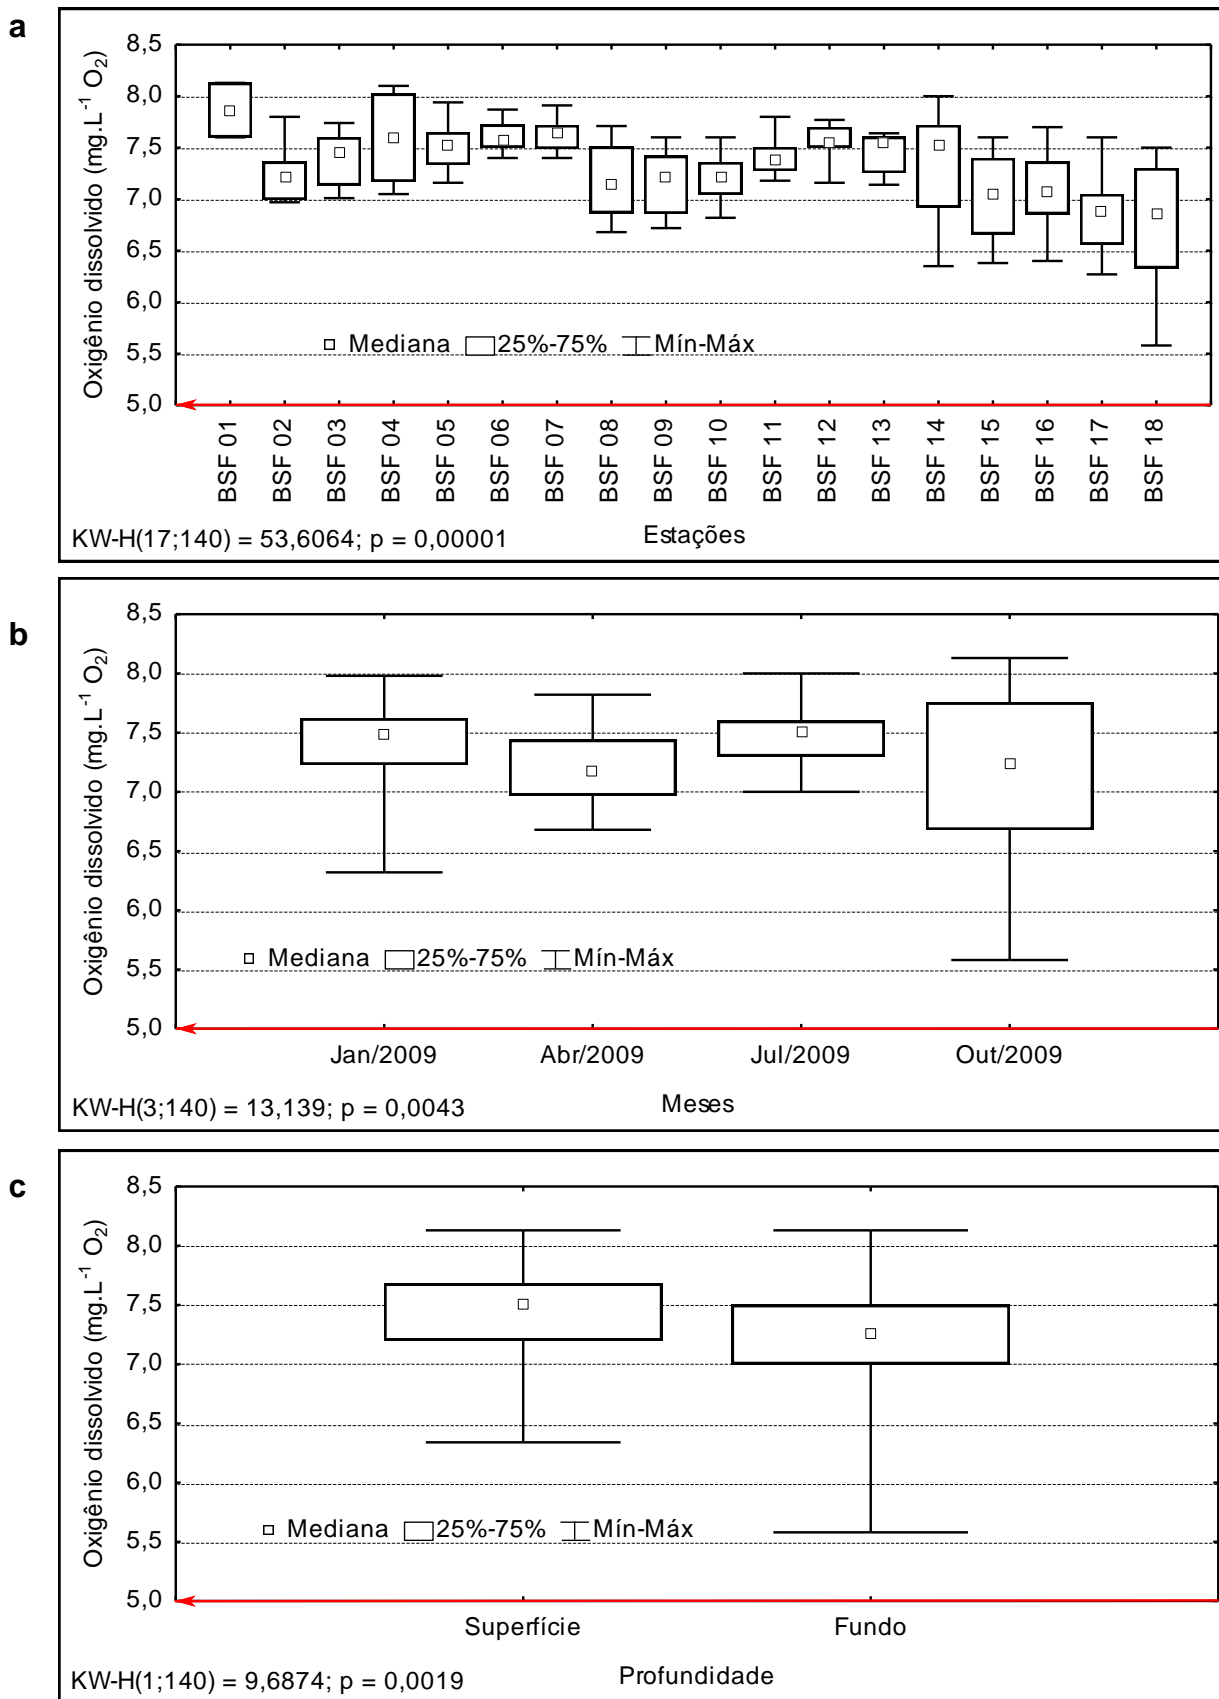 a
Oxigênio dissolvido (mg.L⁻¹ O₂)
8,5
8,0
7,5
7,0
6,5
6,0
5,5
5,0
Mediana 25%-75% Mín-Máx
BSF 01
BSF 02
BSF 03
BSF 04
BSF 05
BSF 06
BSF 07
BSF 08
BSF 09
BSF 10
BSF 11
BSF 12
BSF 13
BSF 14
BSF 15
BSF 16
BSF 17
BSF 18
Estações
KW-H(17;140) = 53,6064; p = 0,00001
b
Oxigênio dissolvido (mg.L⁻¹ O₂)
8,5
8,0
7,5
7,0
6,5
6,0
5,5
5,0
Mediana 25%-75% Mín-Máx
Jan/2009 Abr/2009 Jul/2009 Out/2009
Meses
KW-H(3;140) = 13,139; p = 0,0043
c
Oxigênio dissolvido (mg.L⁻¹ O₂)
8,5
8,0
7,5
7,0
6,5
6,0
5,5
5,0
Mediana 25%-75% Mín-Máx
Superfície Fundo
Profundidade
KW-H(1;140) = 9,6874; p = 0,0019